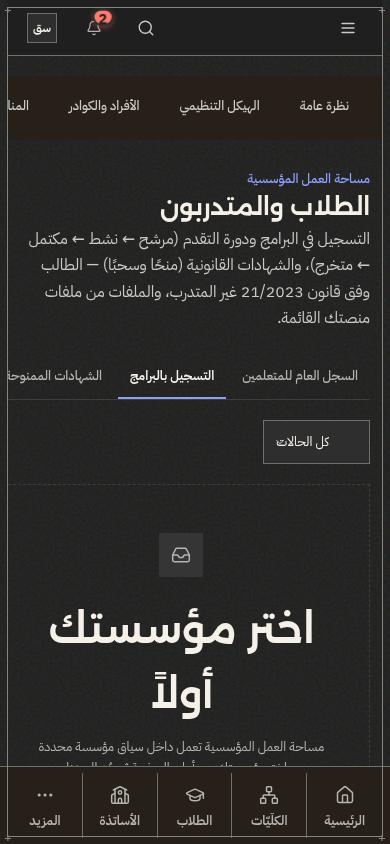 سق
2
نظرة عامة
الهيكل التنظيمي
الأفراد والكوادر
المنا
مساحة العمل المؤسسية
الطلاب والمتدربون
التسجيل في البرامج ودورة التقدم (مرشح ← نشط ← مكتمل
← متخرج)، والشهادات القانونية (منحًا وسحبًا) — الطالب
وفق قانون 21/2023 غير المتدرب، والملفات من ملفات
منصتك القائمة.
السجل العام للمتعلمين
التسجيل بالبرامج
الشهادات الممنوحة
كل الحالات
اختر مؤسستك
أولاً
مساحة العمل المؤسسية تعمل داخل سياق مؤسسة محددة
الرئيسية
الكليّات
الطلاب
الأساتذة
المزيد